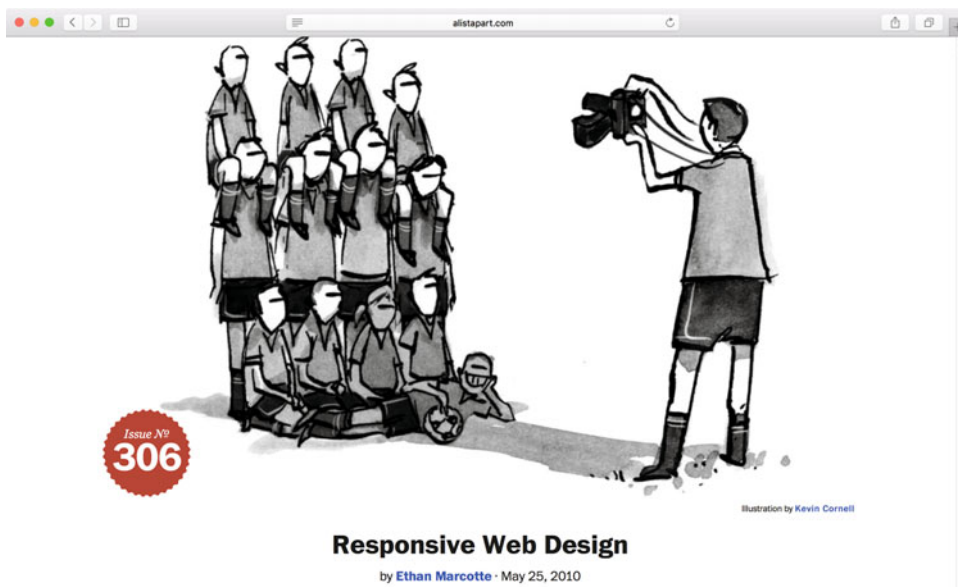 alistapart.com
Issue Nº
306
Illustration by Kevin Cornell
Responsive Web Design
by Ethan Marcotte · May 25, 2010